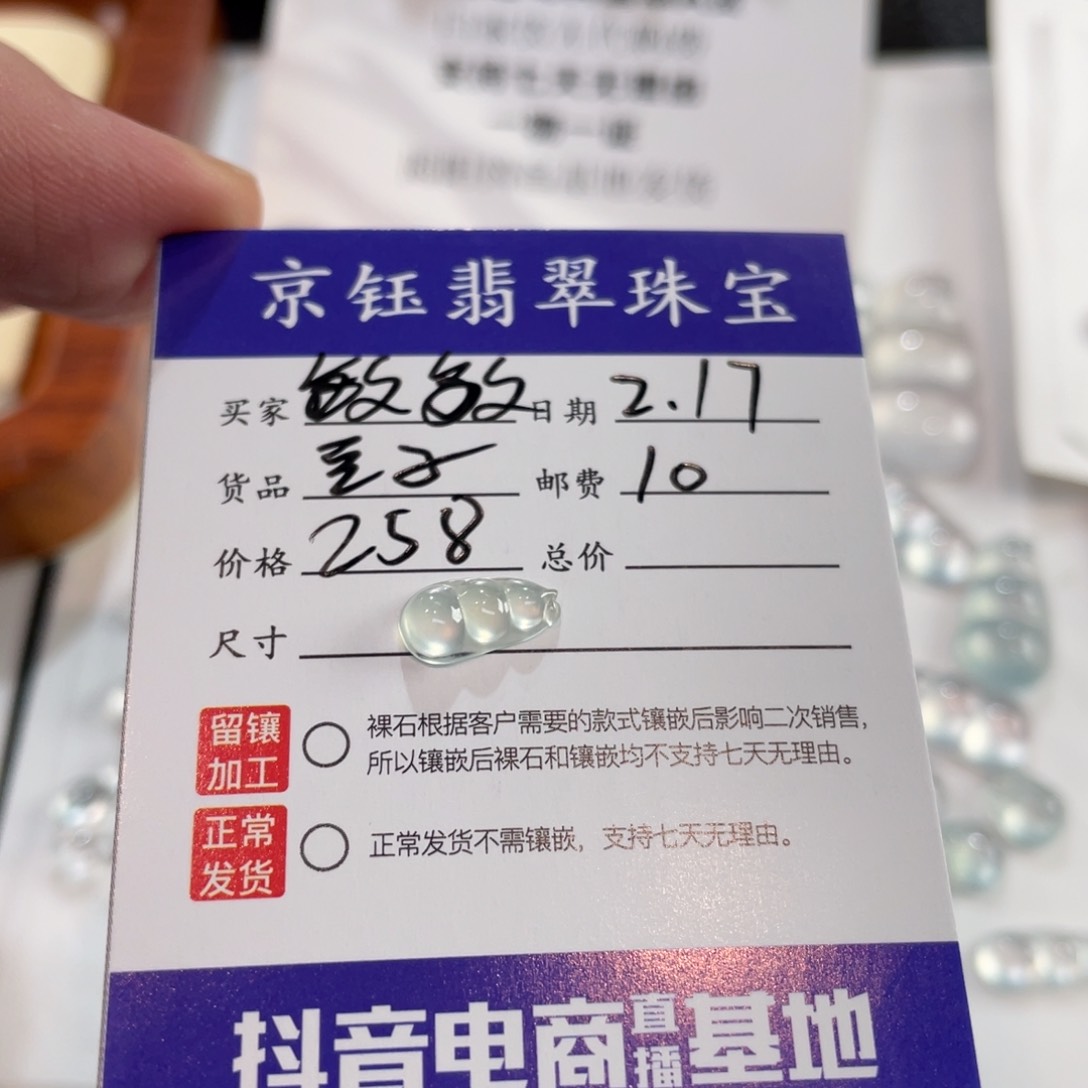 京钰翡翠珠宝
买家 敏敏 日期 2.17
货品 豆子 邮费 10
价格 258 总价
尺寸
留镶加工 裸石根据客户需要的款式镶嵌后影响二次销售，
所以镶嵌后裸石和镶嵌均不支持七天无理由。
正常发货 正常发货不需镶嵌，支持七天无理由。
抖音电商直播基地